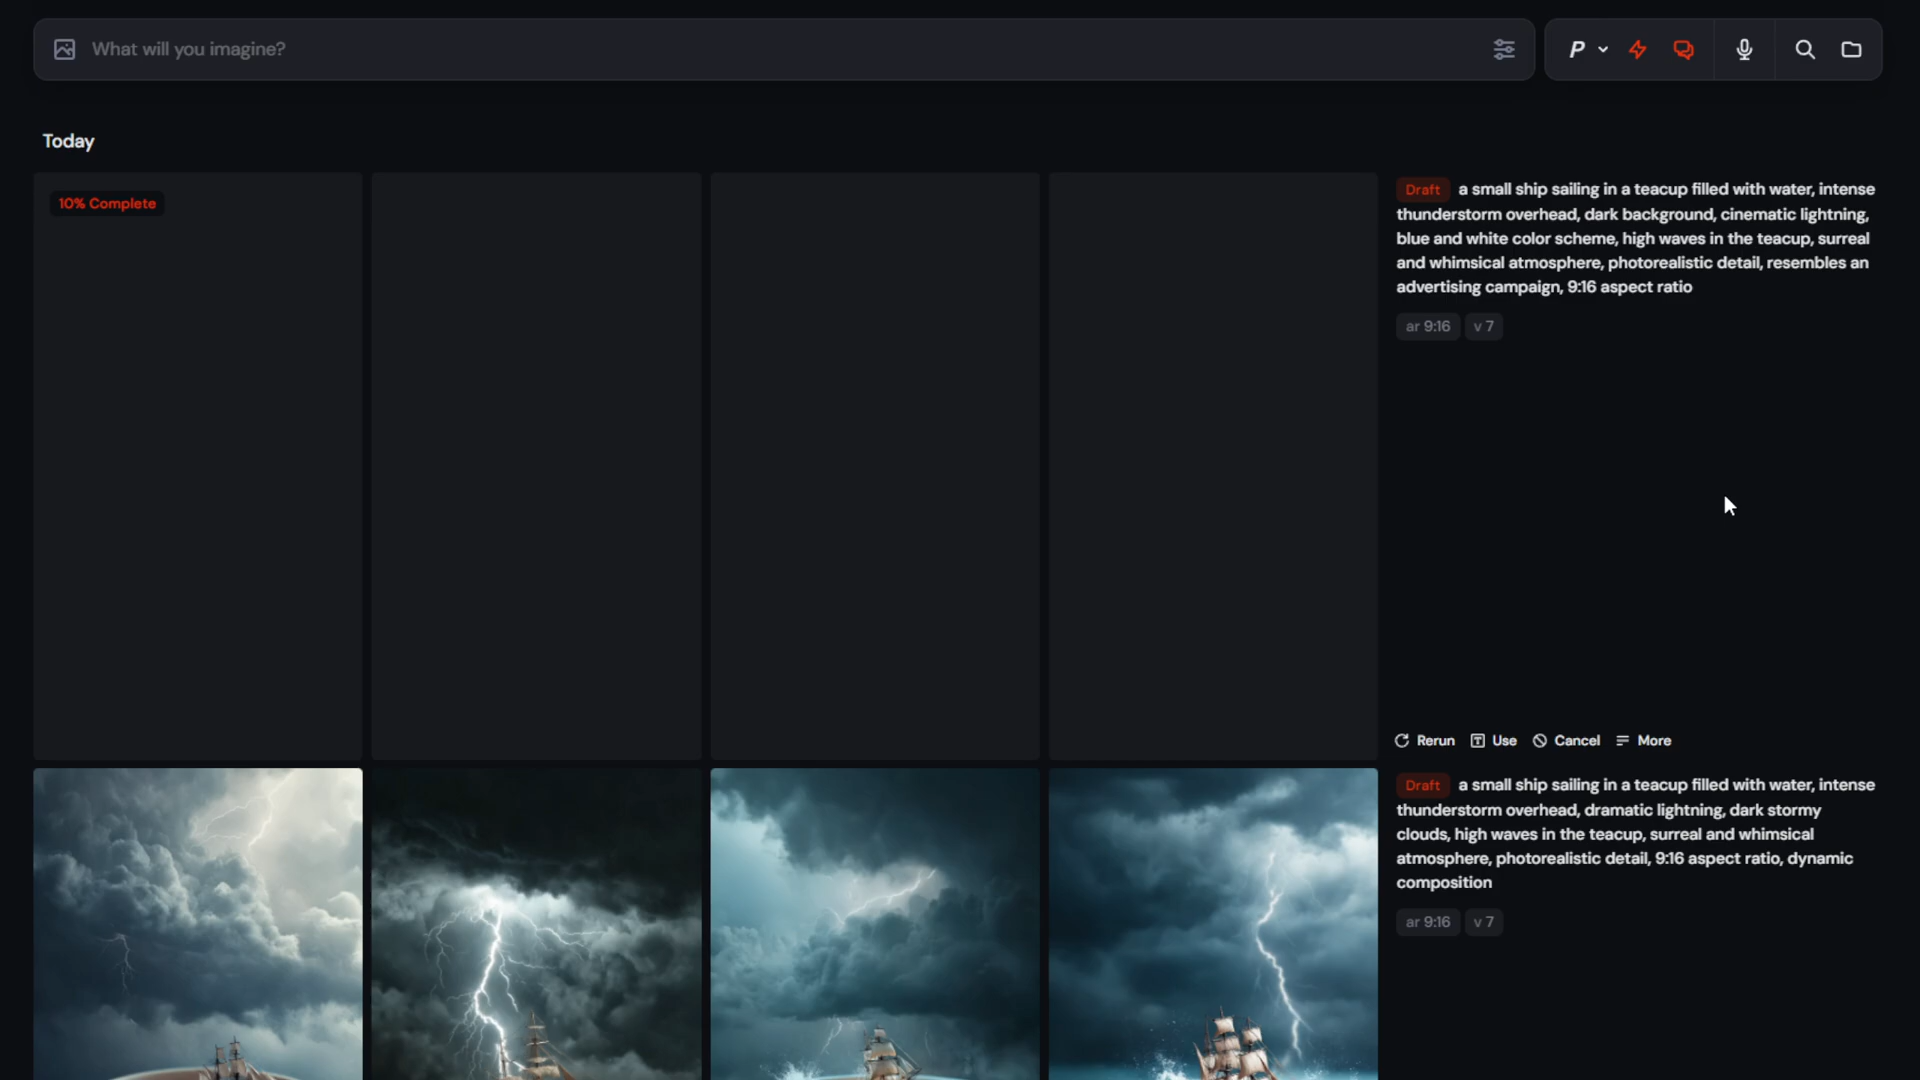 What will you imagine?
P
Today
10% Complete
Draft a small ship sailing in a teacup filled with water, intense
thunderstorm overhead, dark background, cinematic lightning,
blue and white color scheme, high waves in the teacup, surreal
and whimsical atmosphere, photorealistic detail, resembles an
advertising campaign, 9:16 aspect ratio
ar 9:16 v 7
Rerun Use Cancel More
Draft a small ship sailing in a teacup filled with water, intense
thunderstorm overhead, dramatic lightning, dark stormy
clouds, high waves in the teacup, surreal and whimsical
atmosphere, photorealistic detail, 9:16 aspect ratio, dynamic
composition
ar 9:16 v 7